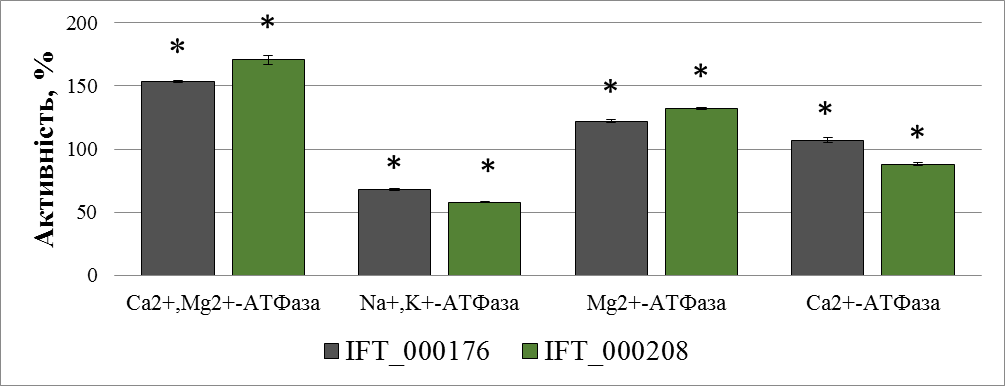 200
*
*
150
*
*
*
*
100
*
*
50
0
Активність, %
Ca2+,Mg2+-АТФаза
Na+,K+-АТФаза
Mg2+-АТФаза
Ca2+-АТФаза
IFT_000176
IFT_000208